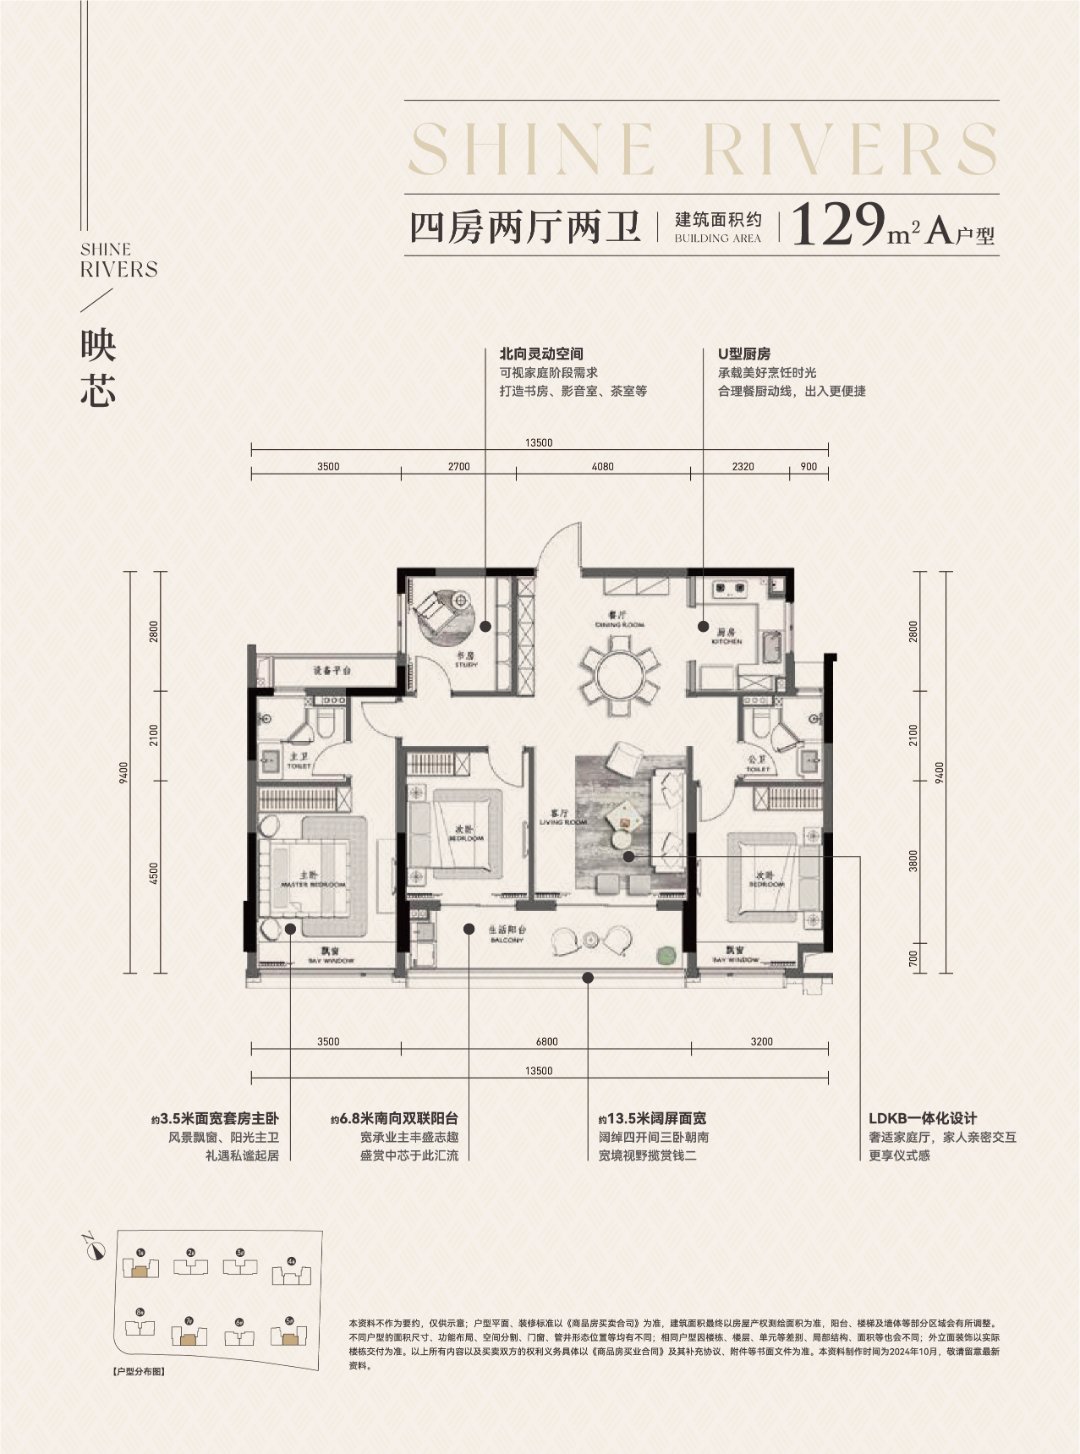 SHINE RIVERS
四房两厅两卫
建筑面积约
BUILDING AREA
129m² A户型
SHINE
RIVERS
映芯
北向灵动空间
可视家庭阶段需求
打造书房、影音室、茶室等
U型厨房
承载美好烹饪时光
合理餐厨动线，出入更便捷
13500
3500 2700 4080 2320 900
9400
2800
2100
4500
2800
2100
3800
700
9400
书房
STUDY
餐厅
DINING ROOM
厨房
KITCHEN
设备平台
主卫
TOILET
公卫
TOILET
客厅
LIVING ROOM
次卧
BEDROOM
主卧
MASTER BEDROOM
次卧
BEDROOM
生活阳台
BALCONY
飘窗
BAY WINDOW
飘窗
BAY WINDOW
3500 6800 3200
13500
约3.5米面宽套房主卧
风景飘窗、阳光主卫
礼遇私谧起居
约6.8米南向双联阳台
宽承业主丰盛志趣
盛赏中芯于此汇流
约13.5米阔屏面宽
阔绰四开间三卧朝南
宽境视野揽赏钱二
LDKB一体化设计
奢适家庭厅，家人亲密交互
更享仪式感
N
【户型分布图】
本资料不作为要约，仅供示意；户型平面、装修标准以《商品房买卖合同》为准，建筑面积最终以房屋产权测绘面积为准，阳台、楼梯及墙体等部分区域会有所调整。
不同户型的面积尺寸、功能布局、空间分割、门窗、管井形态位置等均有不同；相同户型因楼栋、楼层、单元等差别、局部结构、面积等也会不同；外立面装饰以实际
楼栋交付为准。以上所有内容以及买卖双方的权利义务具体以《商品房买业合同》及其补充协议、附件等书面文件为准。本资料制作时间为2024年10月，敬请留意最新
资料。